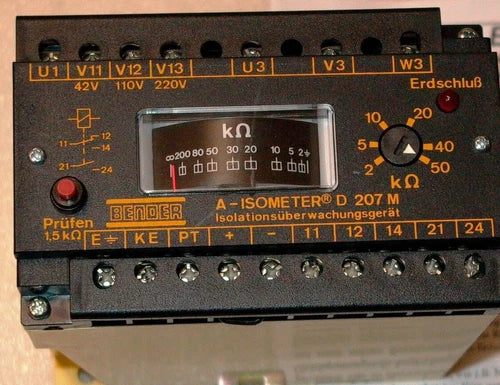 U1 V11 V12 V13 U3 V3 W3
42V 110V 220V
Erdschluß
kΩ
∞ 200 80 50 30 20 10 5 2
10 20
5 40
2 50
kΩ
11 12
14
21 24
Prüfen
1,5 kΩ
BENDER
A-ISOMETER® D 207 M
Isolationsüberwachungsgerät
E KE PT + - 11 12 14 21 24